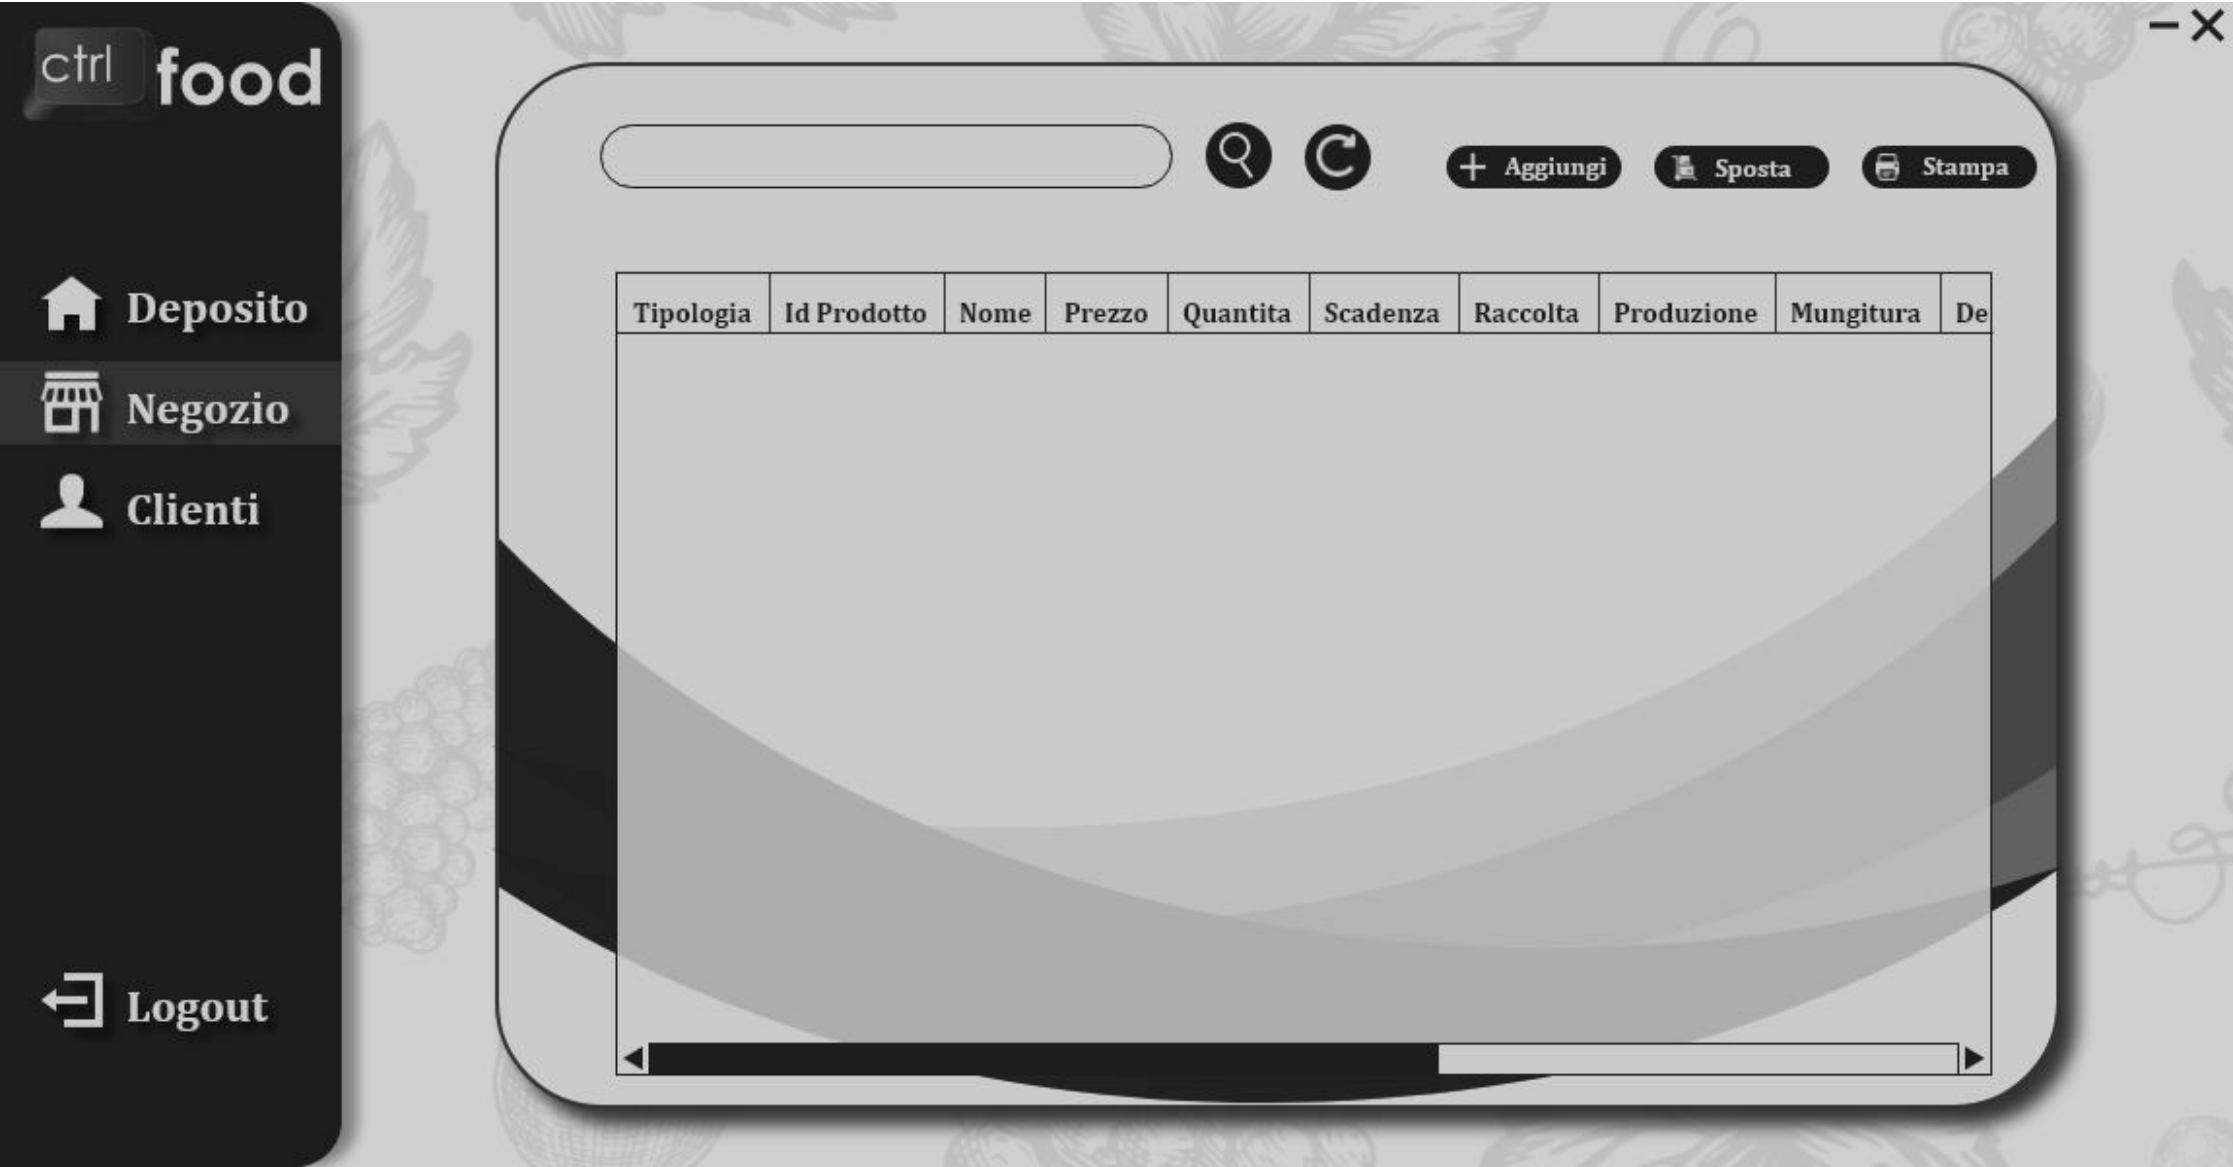 ctrl food
Deposito
Negozio
Clienti
Logout
Aggiungi
Sposta
Stampa
Tipologia Id Prodotto Nome Prezzo Quantita Scadenza Raccolta Produzione Mungitura De